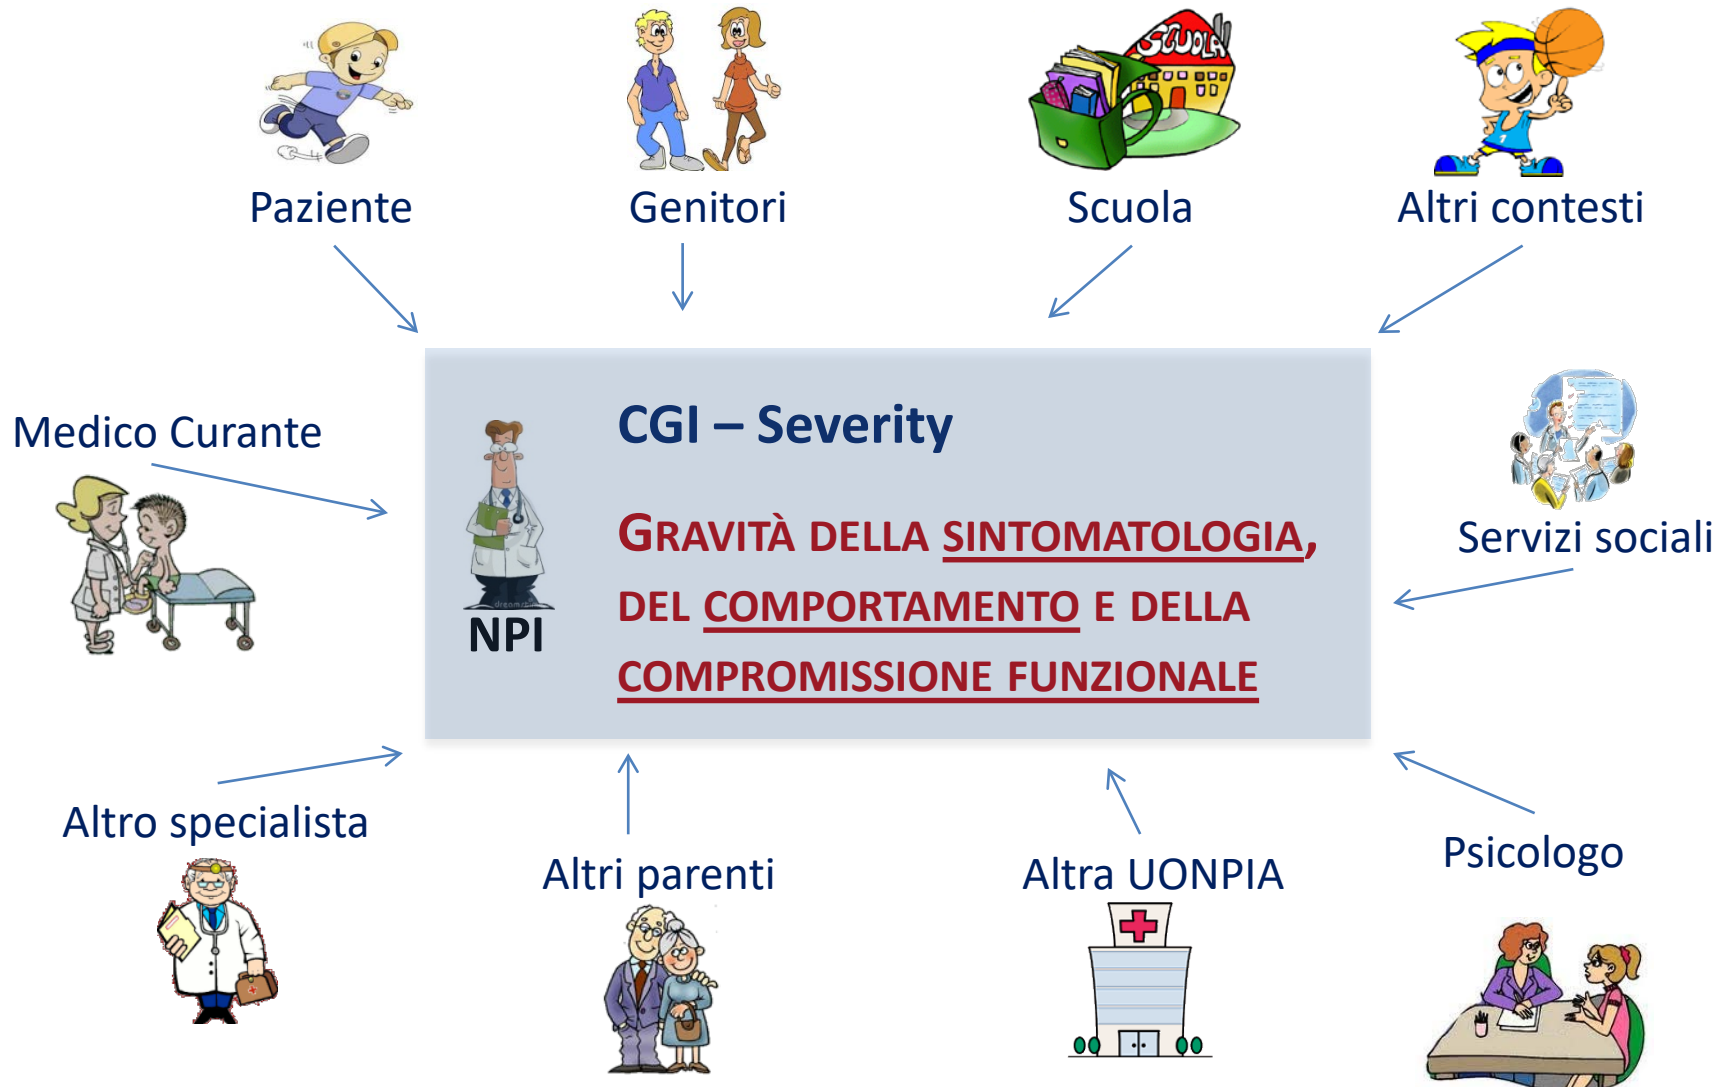 SCUOLA
Paziente
Genitori
Scuola
Altri contesti
Medico Curante
CGI – Severity
GRAVITÀ DELLA SINTOMATOLOGIA,
DEL COMPORTAMENTO E DELLA
COMPROMISSIONE FUNZIONALE
NPI
Servizi sociali
Altro specialista
Altri parenti
Altra UONPIA
Psicologo